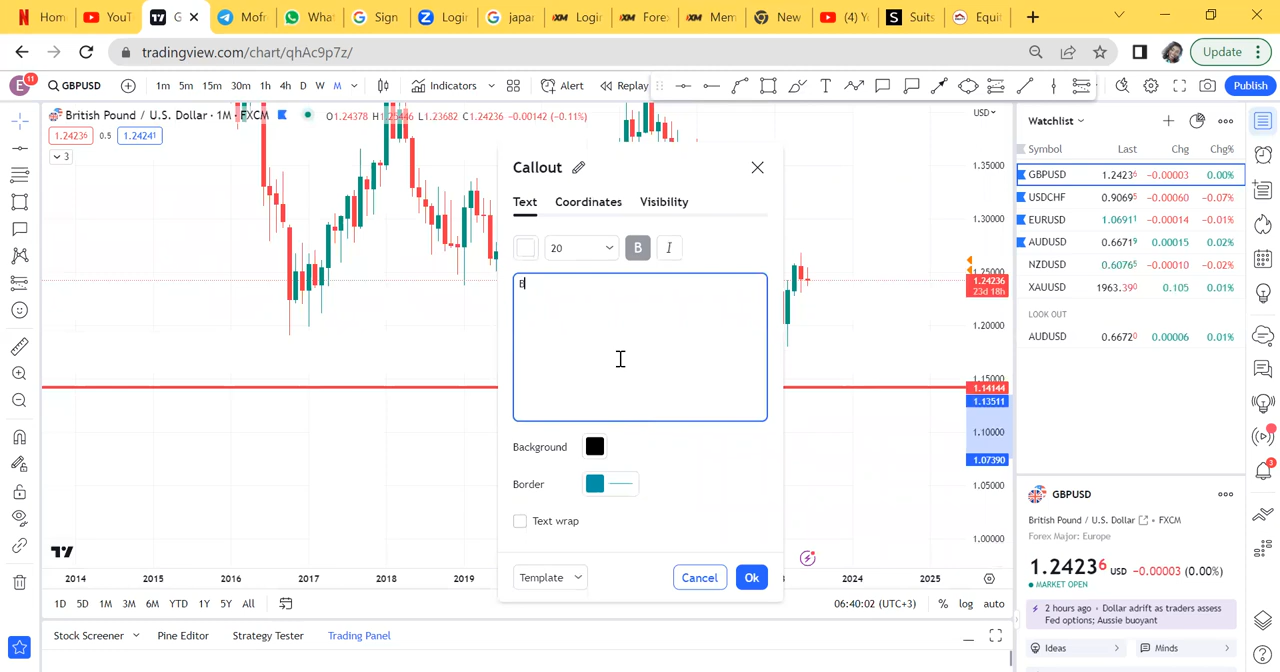 Hom
YouT
G
Mofr
What
Sign
Login
japar
Login
Fore
Mem
New
(4) Y
Suits
Equit
tradingview.com/chart/qhAc9p7z/
Update
E
11
GBPUSD
1m 5m 15m 30m 1h 4h D W M
Indicators
Alert
Replay
Publish
British Pound / U.S. Dollar · 1M · FXCM
O1.24378 H1.25446 L1.23682 C1.24236 −0.00142 (−0.11%)
USD
1.24236 0.5 1.24241
3
1.35000
1.30000
1.25000
1.24236
23d 18h
1.20000
1.15000
1.14144
1.13511
1.10000
1.07390
1.05000
1.00000
Callout
Text Coordinates Visibility
20 B I
B
Background
Border
Text wrap
Template
Cancel
Ok
2014 2015 2016 2017 2018 2019 2024 2025
1D 5D 1M 3M 6M YTD 1Y 5Y All
06:40:02 (UTC+3) % log auto
Stock Screener Pine Editor Strategy Tester Trading Panel
Watchlist
Symbol Last Chg Chg%
GBPUSD 1.24236 −0.00003 0.00%
USDCHF 0.90695 −0.00060 −0.07%
EURUSD 1.06911 −0.00014 −0.01%
AUDUSD 0.66719 0.00015 0.02%
NZDUSD 0.60765 −0.00010 −0.02%
XAUUSD 1963.390 0.105 0.01%
LOOK OUT
AUDUSD 0.66720 0.00006 0.01%
GBPUSD
British Pound / U.S. Dollar • FXCM
Forex Major: Europe
1.24236 USD −0.00003 (0.00%)
MARKET OPEN
2 hours ago • Dollar adrift as traders assess
Fed options; Aussie buoyant
Ideas
Minds
3